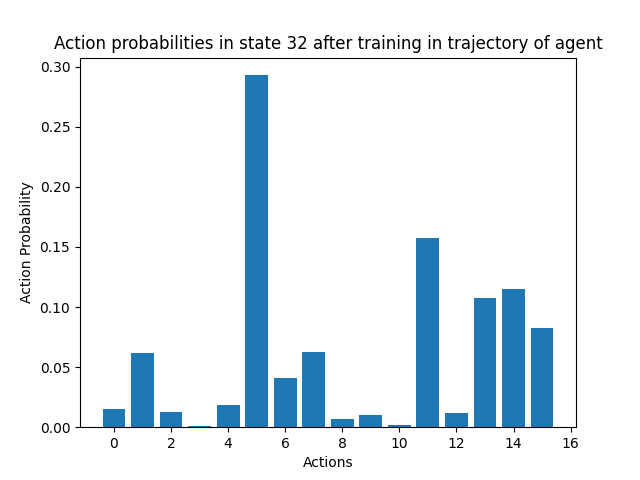 Action probabilities in state 32 after training in trajectory of agent
0.30
0.25
0.20
0.15
0.10
0.05
0.00
Action Probability
0 2 4 6 8 10 12 14 16
Actions